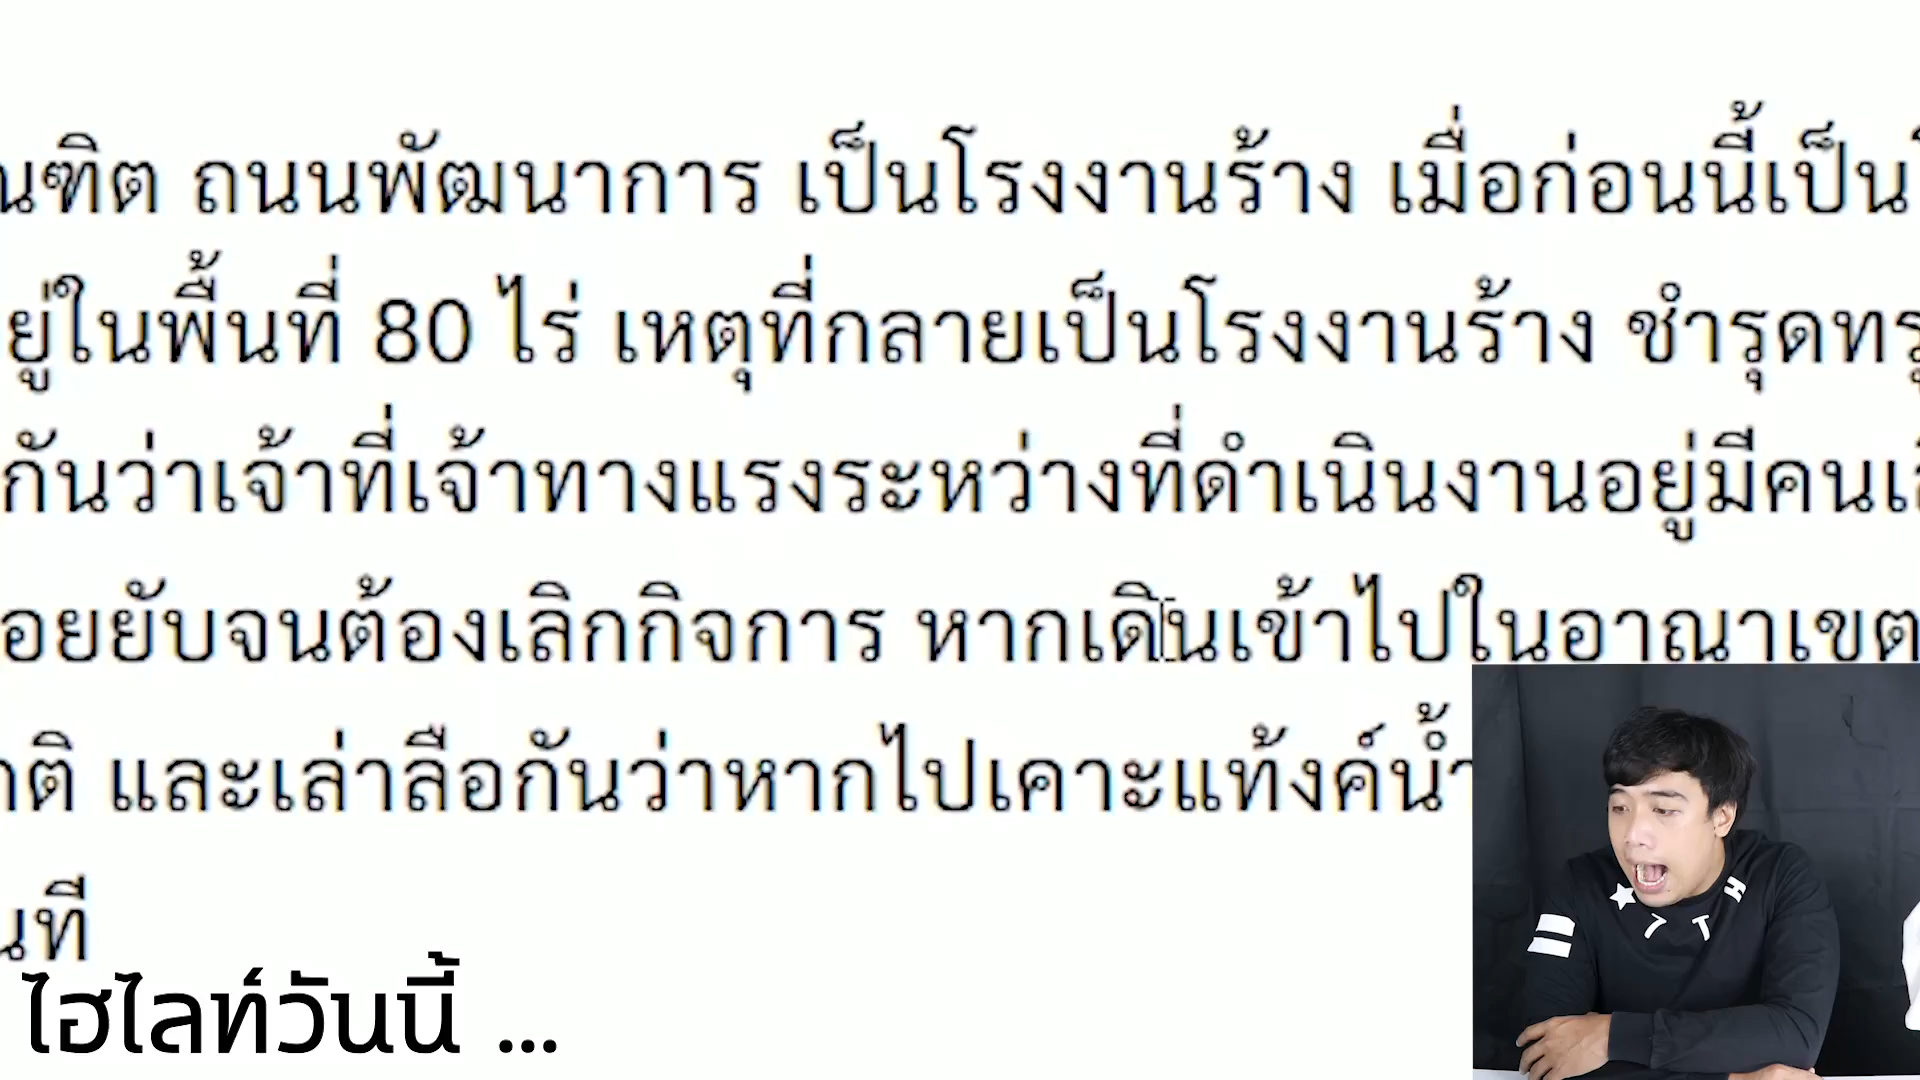 ณฑิต ถนนพัฒนาการ เป็นโรงงานร้าง เมื่อก่อนนี้เป็น
ยู่ในพื้นที่ 80 ไร่ เหตุที่กลายเป็นโรงงานร้าง ชำรุดทรุ
กันว่าเจ้าที่เจ้าทางแรงระหว่างที่ดำเนินงานอยู่มีคน
อยยับจนต้องเลิกกิจการ หากเดินเข้าไปในอาณาเขต
และเล่าลือกันว่าหากไปเคาะแท้งค์น้ำ
นที
ไฮไลท์วันนี้ ...
7 T H